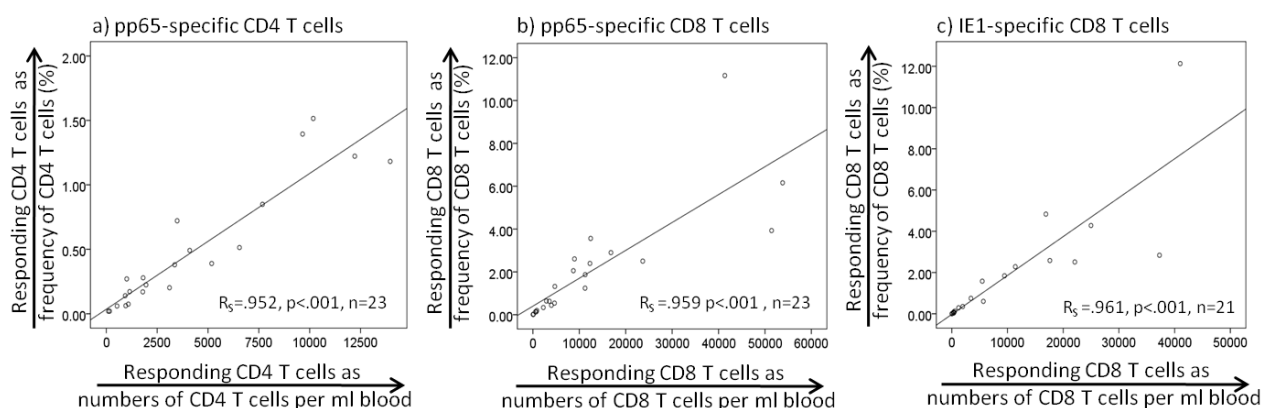 a) pp65-specific CD4 T cells
Responding CD4 T cells as
frequency of CD4 T cells (%)
2.00
1.50
1.00
0.50
0.00
R_S=.952, p<.001, n=23
0 2500 5000 7500 10000 12500
Responding CD4 T cells as
numbers of CD4 T cells per ml blood
b) pp65-specific CD8 T cells
Responding CD8 T cells as
frequency of CD8 T cells (%)
12.00
10.00
8.00
6.00
4.00
2.00
0.00
R_S=.959 p<.001 , n=23
0 10000 20000 30000 40000 50000 60000
Responding CD8 T cells as
numbers of CD8 T cells per ml blood
c) IE1-specific CD8 T cells
Responding CD8 T cells as
frequency of CD8 T cells (%)
12.00
10.00
8.00
6.00
4.00
2.00
0.00
R_S=.961, p<.001, n=21
0 10000 20000 30000 40000 50000
Responding CD8 T cells as
numbers of CD8 T cells per ml blood